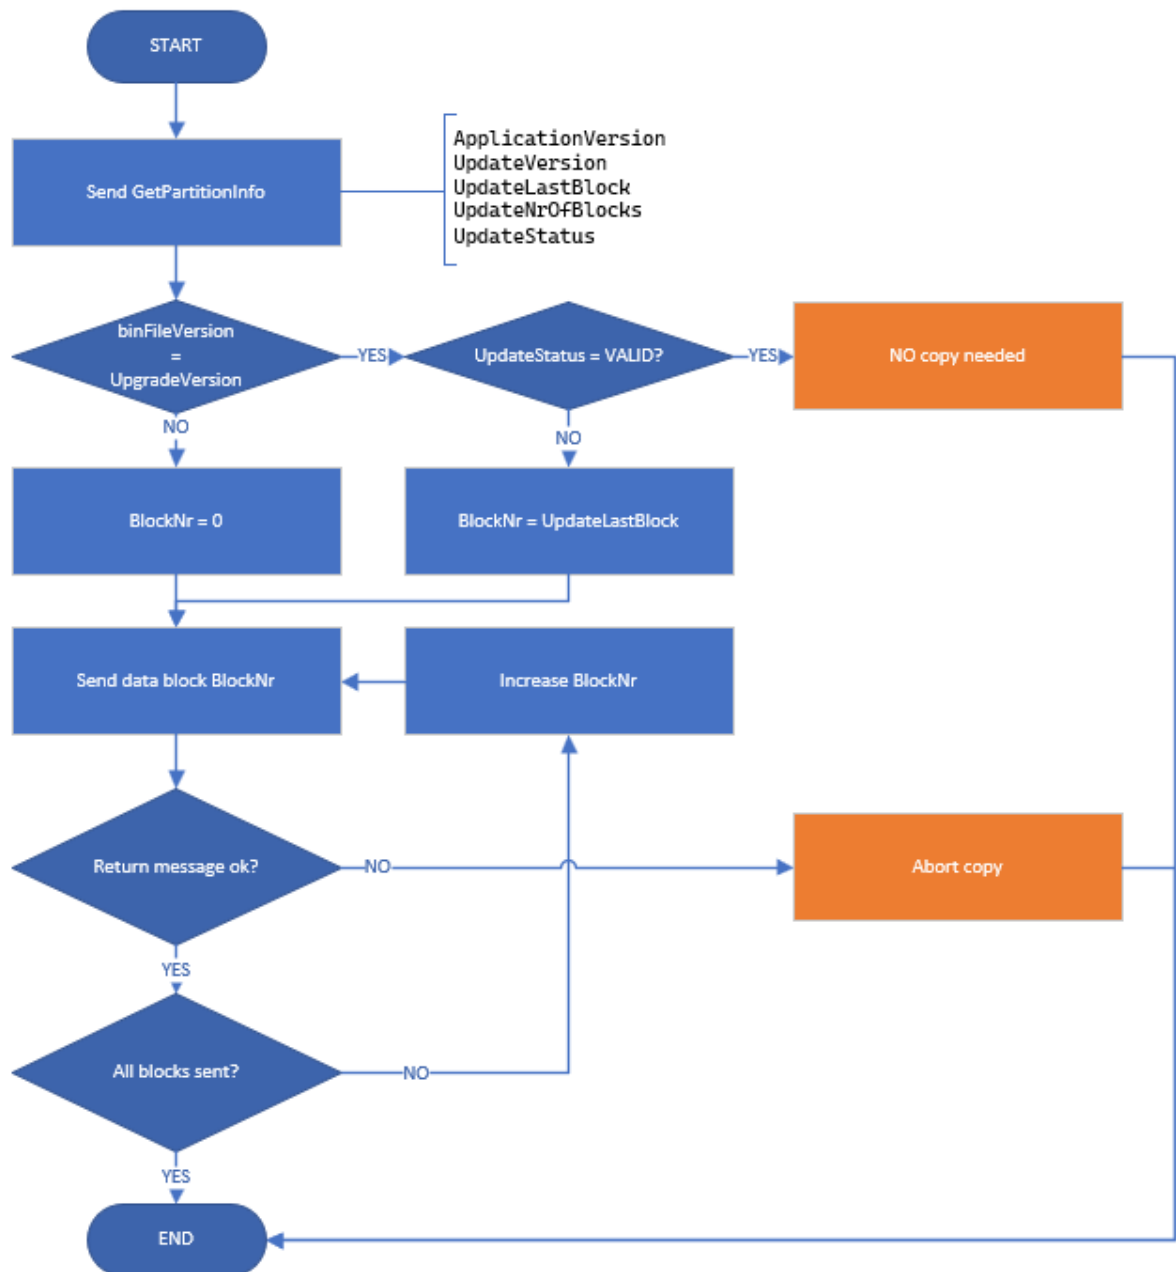 START
Send GetPartitionInfo
ApplicationVersion
UpdateVersion
UpdateLastBlock
UpdateNrOfBlocks
UpdateStatus
binFileVersion
=
UpgradeVersion
YES
UpdateStatus = VALID?
YES
NO copy needed
NO
NO
BlockNr = 0
BlockNr = UpdateLastBlock
Send data block BlockNr
Increase BlockNr
Return message ok?
NO
Abort copy
YES
All blocks sent?
NO
YES
END